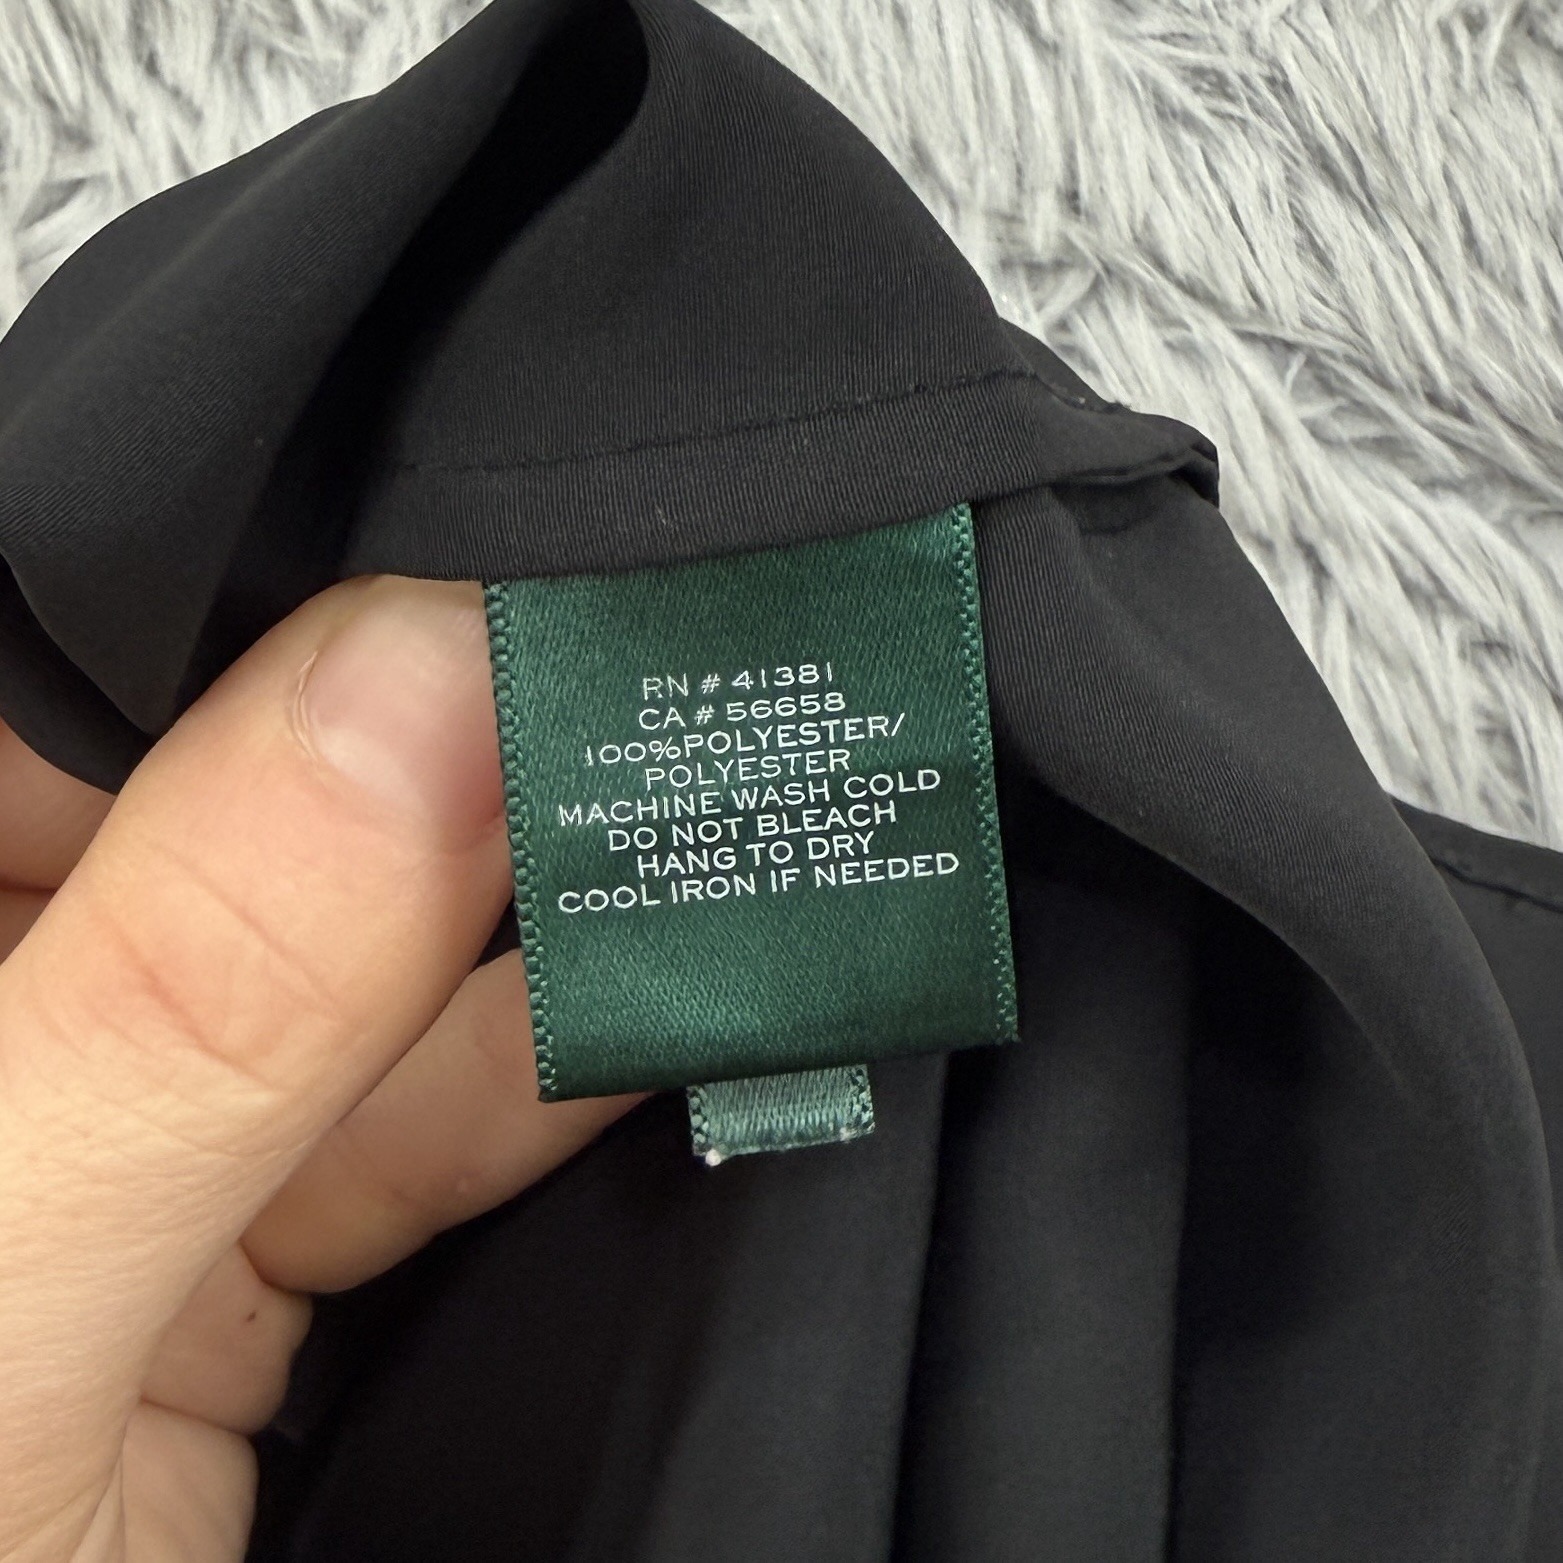 RN # 41381
CA # 56658
100%POLYESTER/
POLYESTER
MACHINE WASH COLD
DO NOT BLEACH
HANG TO DRY
COOL IRON IF NEEDED